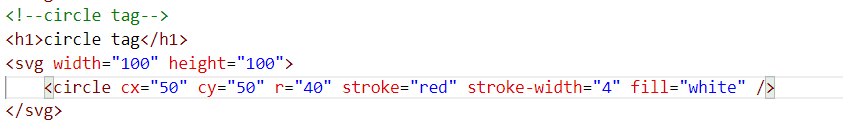 <!--circle tag-->
<h1>circle tag</h1>
<svg width="100" height="100">
<circle cx="50" cy="50" r="40" stroke="red" stroke-width="4" fill="white" />
</svg>